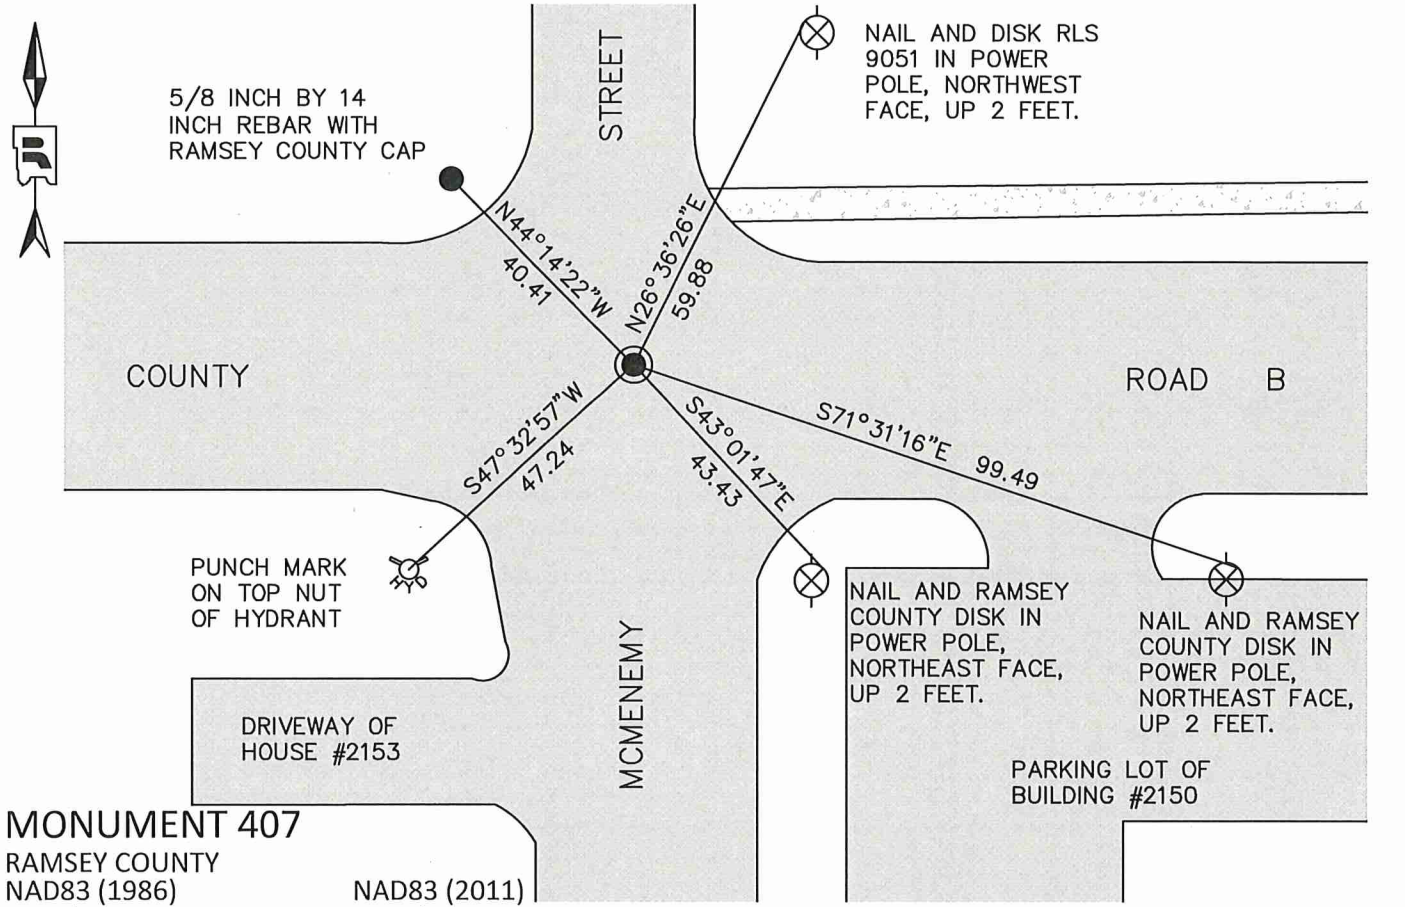 STREET
NAIL AND DISK RLS
9051 IN POWER
POLE, NORTHWEST
FACE, UP 2 FEET.
5/8 INCH BY 14
INCH REBAR WITH
RAMSEY COUNTY CAP
R
N44°14'22"W
40.41
N26°36'26"E
59.88
COUNTY
ROAD B
S47°32'57"W
47.24
S43°01'47"E
43.43
S71°31'16"E 99.49
PUNCH MARK
ON TOP NUT
OF HYDRANT
HYD
NAIL AND RAMSEY
COUNTY DISK IN
POWER POLE,
NORTHEAST FACE,
UP 2 FEET.
NAIL AND RAMSEY
COUNTY DISK IN
POWER POLE,
NORTHEAST FACE,
UP 2 FEET.
MCMENEMY
DRIVEWAY OF
HOUSE #2153
PARKING LOT OF
BUILDING #2150
MONUMENT 407
RAMSEY COUNTY
NAD83 (1986) NAD83 (2011)